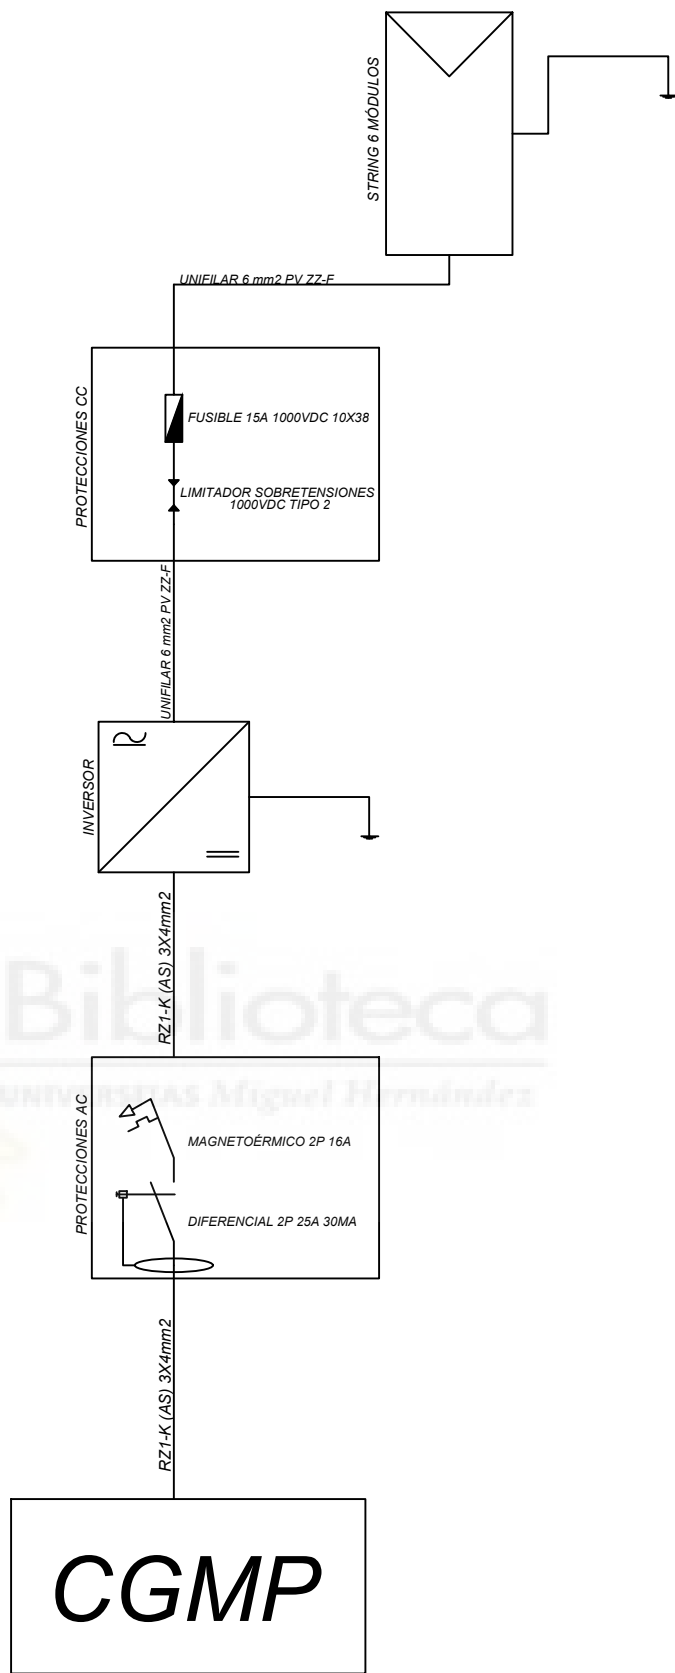 STRING 6 MÓDULOS
UNIFILAR 6 mm2 PV ZZ-F
PROTECCIONES CC
FUSIBLE 15A 1000VDC 10X38
LIMITADOR SOBRETENSIONES
1000VDC TIPO 2
UNIFILAR 6 mm2 PV ZZ-F
INVERSOR
RZ1-K (AS) 3X4mm2
Biblioteca
UNIVERSITAS Miguel Hernández
PROTECCIONES AC
MAGNETOÉRMICO 2P 16A
DIFERENCIAL 2P 25A 30MA
RZ1-K (AS) 3X4mm2
CGMP